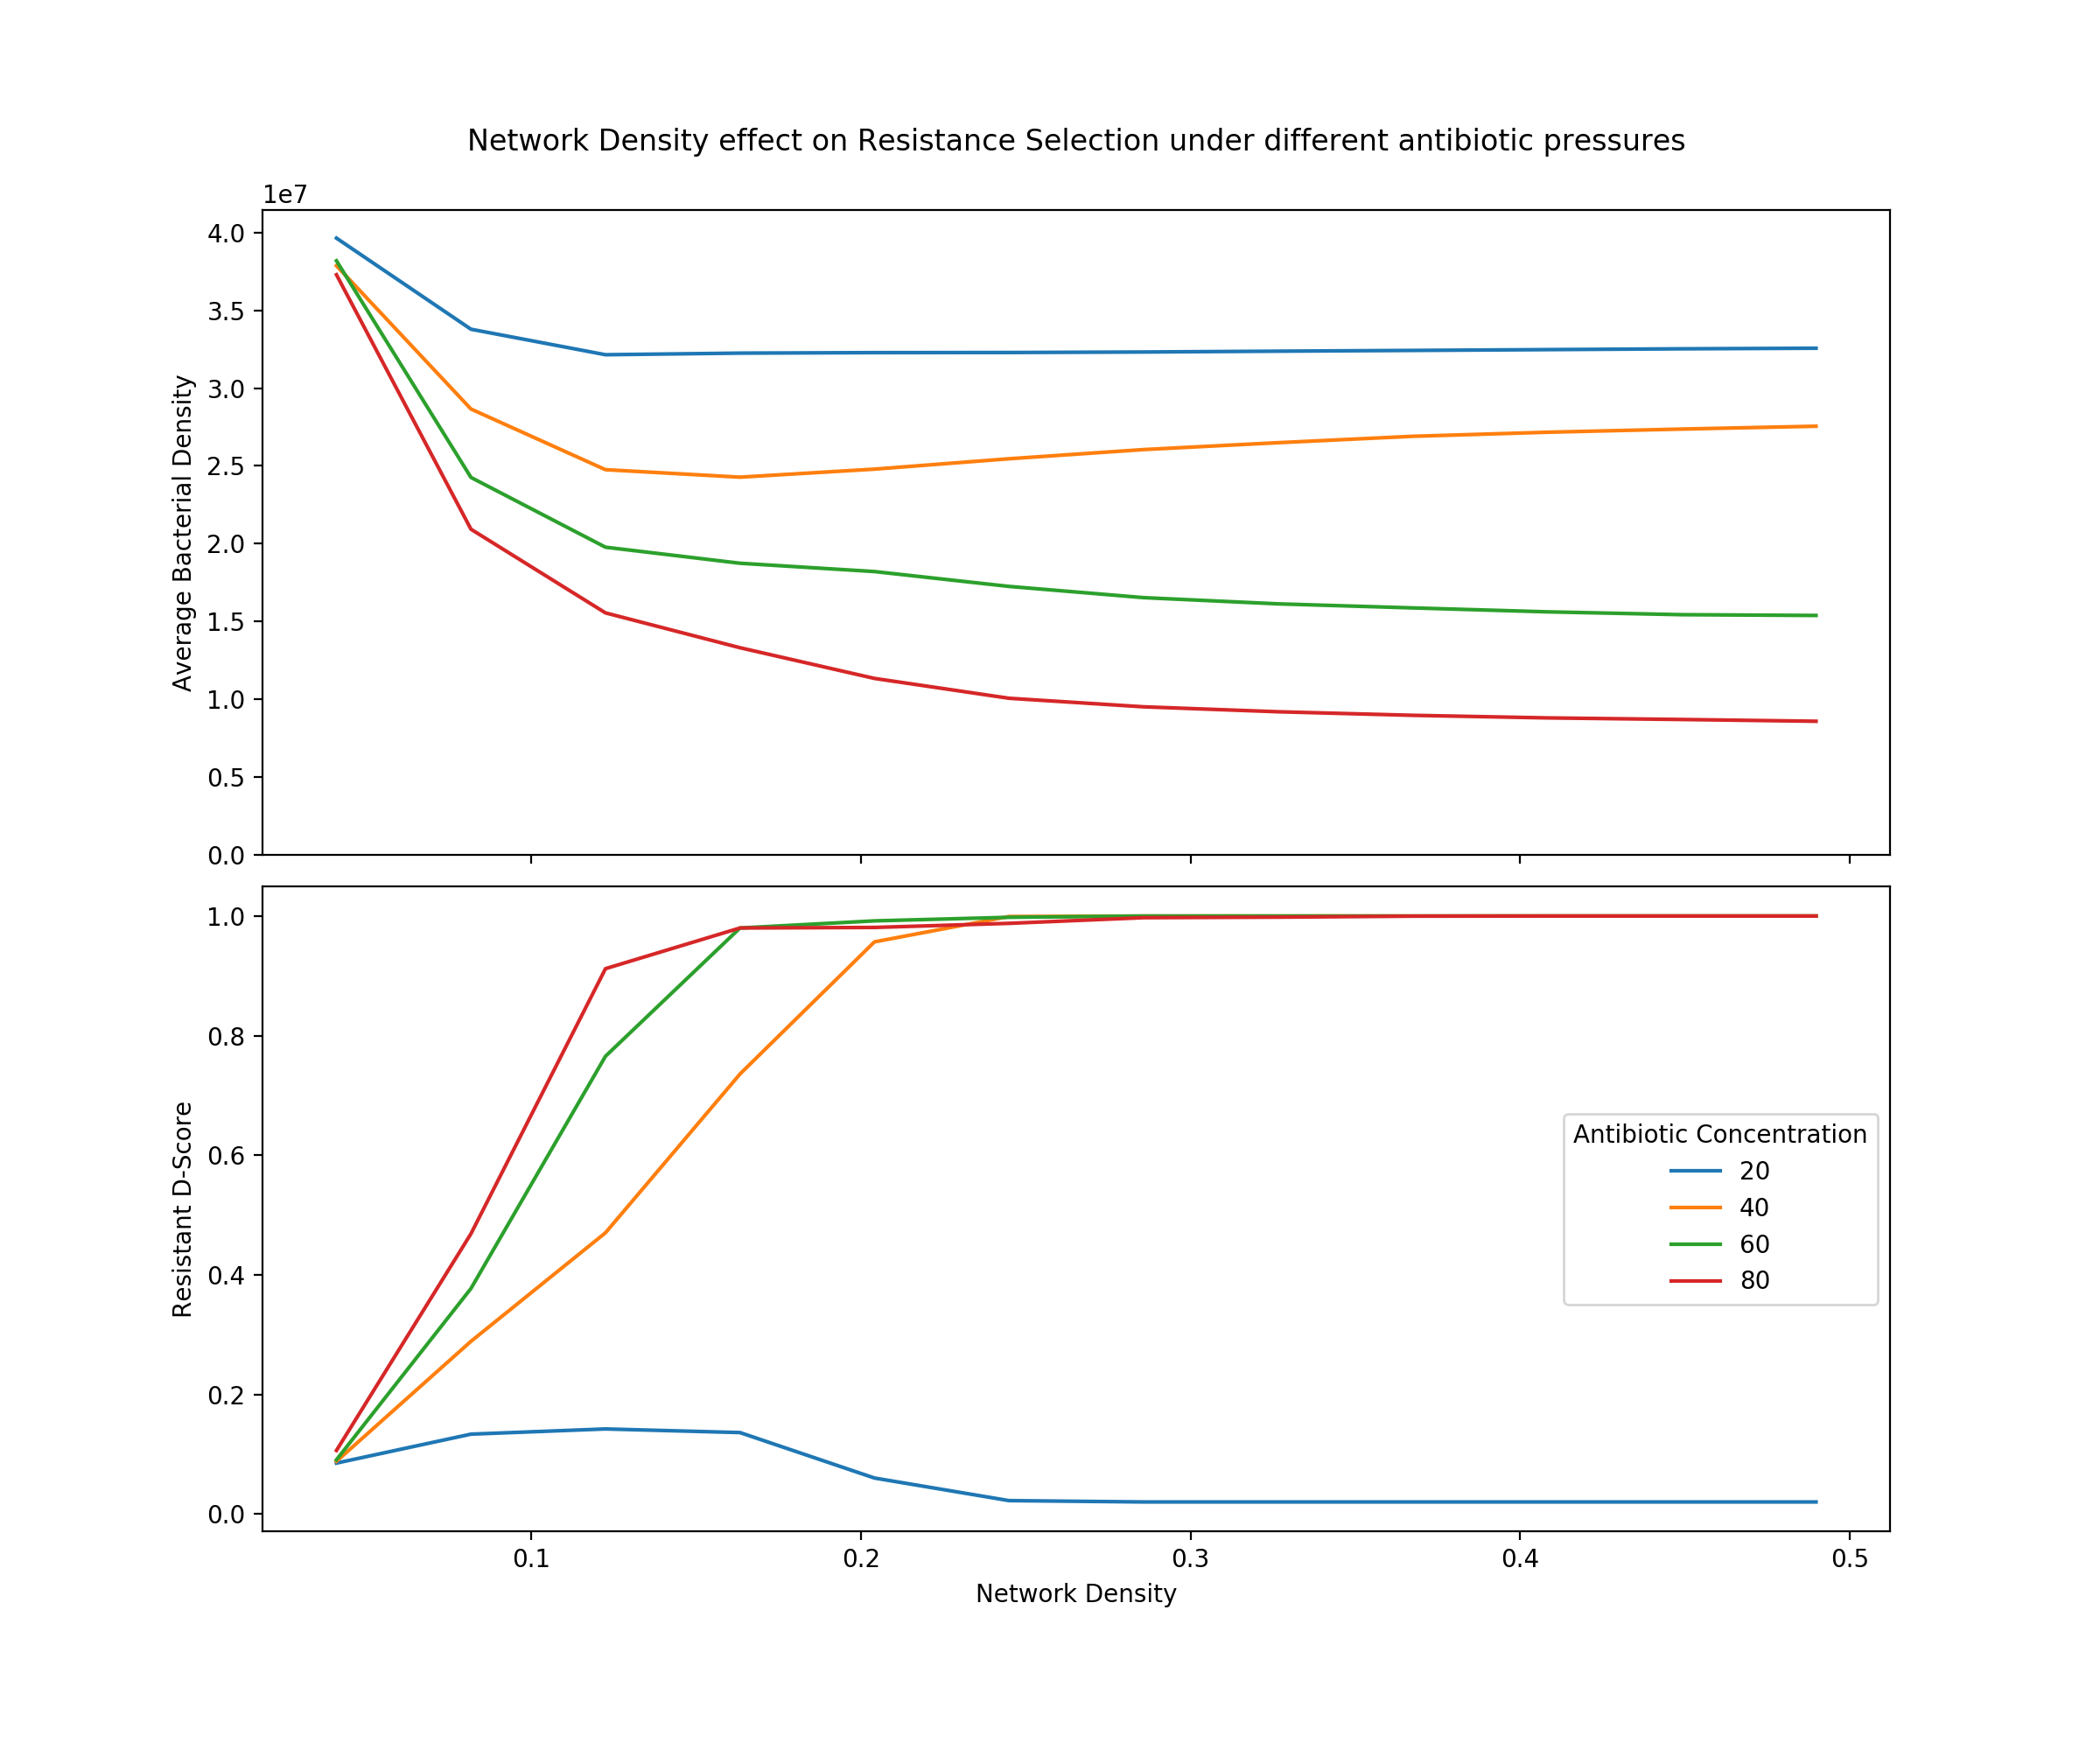 Network Density effect on Resistance Selection under different antibiotic pressures
1e7
4.0
3.5
3.0
2.5
2.0
1.5
1.0
0.5
0.0
Average Bacterial Density
1.0
0.8
0.6
0.4
0.2
0.0
Resistant D-Score
Antibiotic Concentration
20
40
60
80
0.1 0.2 0.3 0.4 0.5
Network Density